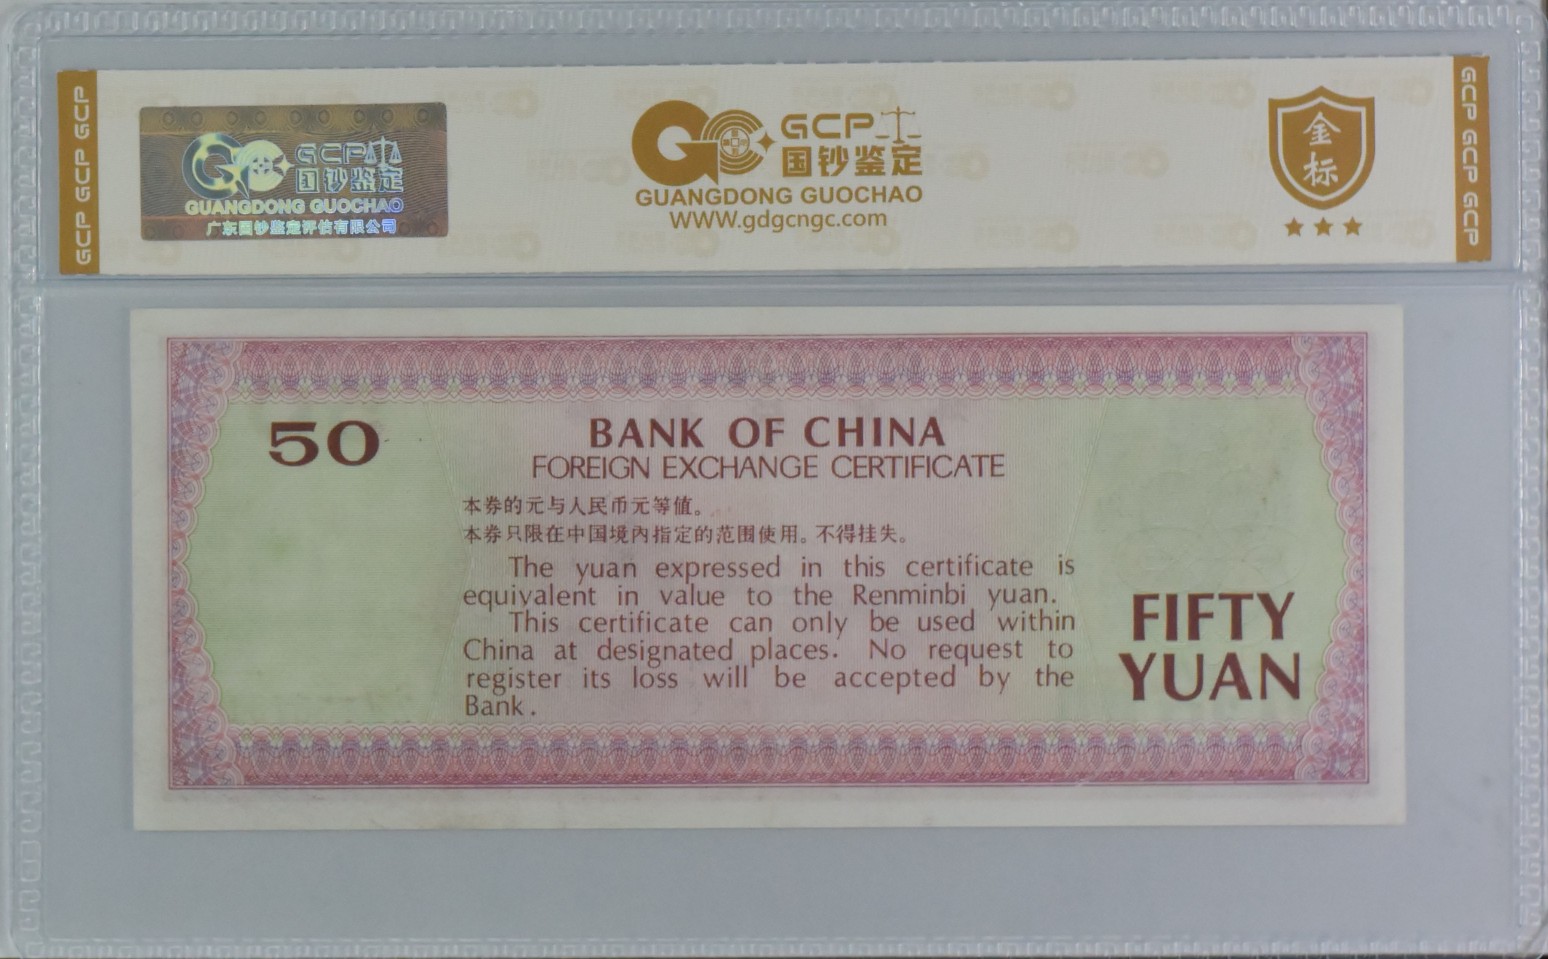 GCP GCP GCP
GCP
国钞鉴定
GUANGDONG GUOCHAO
广东国钞鉴定评估有限公司
GCP
国钞鉴定
GUANGDONG GUOCHAO
WWW.gdgcngc.com
金
标
GCP GCP GCP
50
BANK OF CHINA
FOREIGN EXCHANGE CERTIFICATE
本券的元与人民币元等值。
本券只限在中国境内指定的范围使用。不得挂失。
The yuan expressed in this certificate is
equivalent in value to the Renminbi yuan.
This certificate can only be used within
China at designated places. No request to
register its loss will be accepted by the
Bank.
FIFTY
YUAN